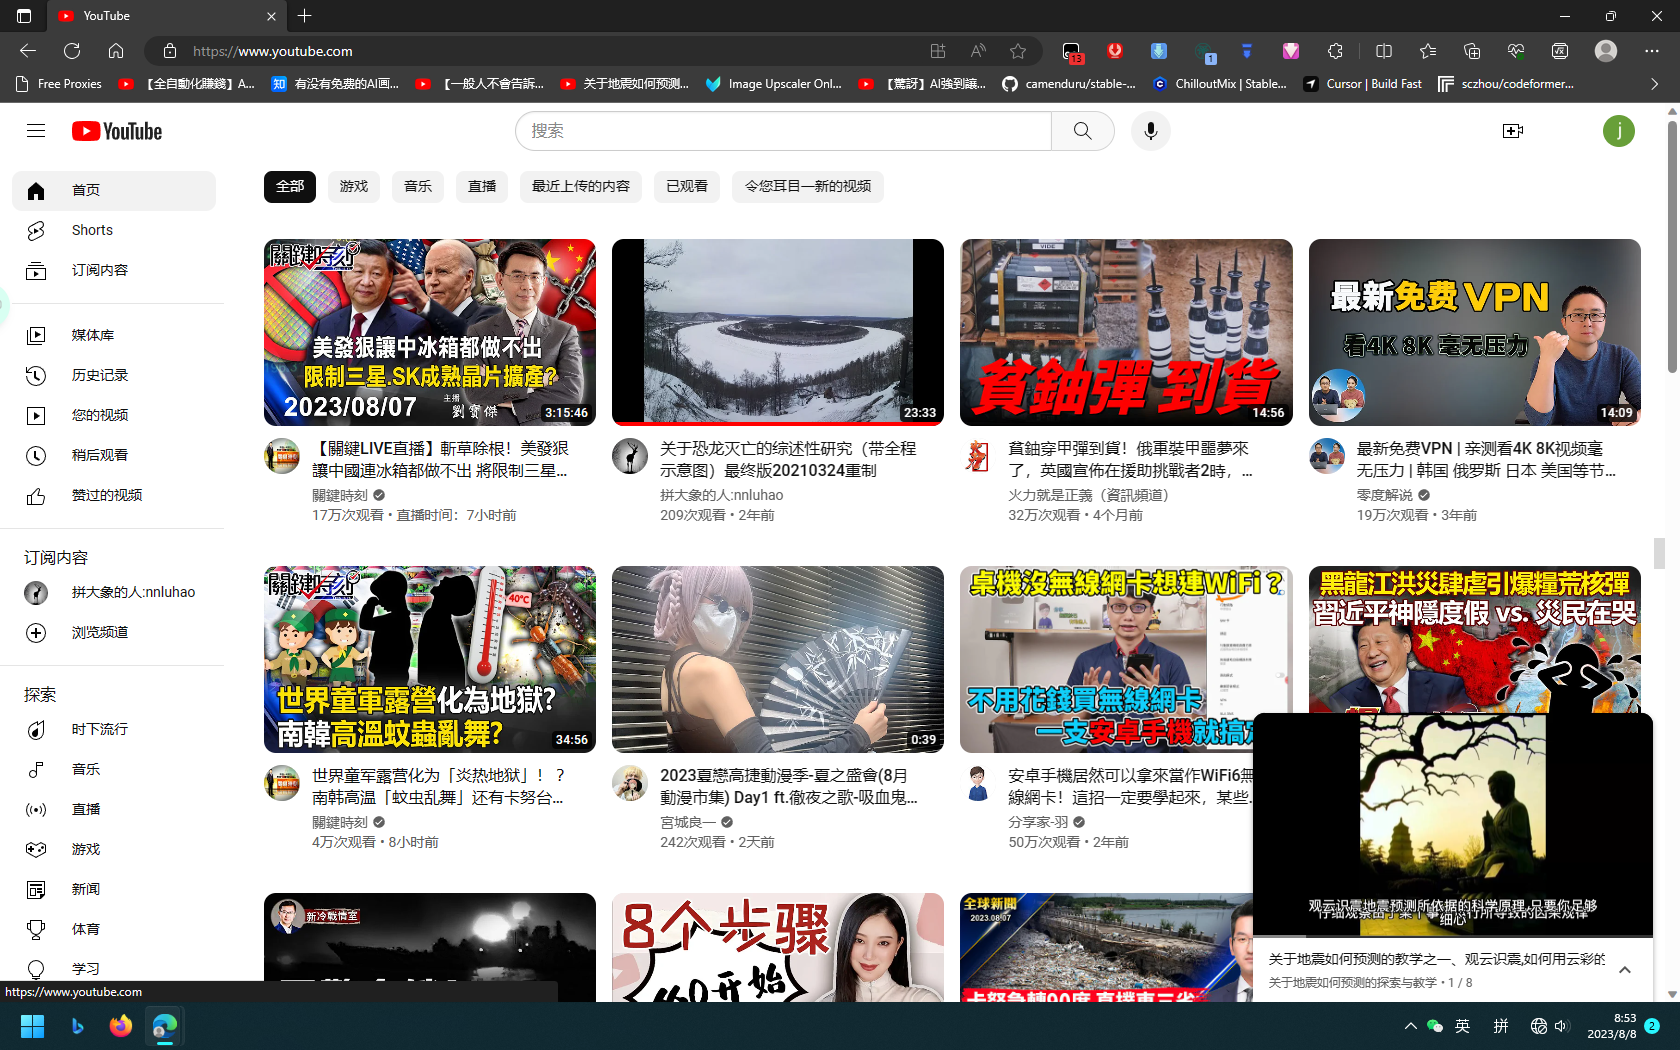 YouTube
https://www.youtube.com
13
1
Free Proxies
【全自動化賺錢】A...
知
有没有免费的AI画...
【一般人不會告訴...
关于地震如何预测...
Image Upscaler Onl...
【驚訝】AI強到讓...
camenduru/stable-...
ChilloutMix | Stable...
Cursor | Build Fast
sczhou/codeformer...
YouTube
搜索
j
首页
Shorts
订阅内容
媒体库
历史记录
您的视频
稍后观看
赞过的视频
订阅内容
拼大象的人:nnluhao
浏览频道
探索
时下流行
音乐
直播
游戏
新闻
体育
学习
全部
游戏
音乐
直播
最近上传的内容
已观看
令您耳目一新的视频
關鍵時刻
美發狠讓中冰箱都做不出
限制三星.SK成熟晶片擴產?
2023/08/07
主播
劉寶傑
3:15:46
【關鍵LIVE直播】斬草除根！美發狠
讓中國連冰箱都做不出 將限制三星...
關鍵時刻
17万次观看 • 直播时间：7小时前
23:33
关于恐龙灭亡的综述性研究（带全程
示意图）最终版20210324重制
拼大象的人:nnluhao
209次观看 • 2年前
貧鈾彈 到貨
14:56
貧鈾穿甲彈到貨！俄軍裝甲噩夢來
了，英國宣佈在援助挑戰者2時，...
火力就是正義（資訊頻道）
32万次观看 • 4个月前
最新免费VPN
看4K 8K 毫无压力
14:09
最新免费VPN | 亲测看4K 8K视频毫
无压力 | 韩国 俄罗斯 日本 美国等节...
零度解说
19万次观看 • 3年前
關鍵時刻
40℃
世界童軍露營化為地獄?
南韓高溫蚊蟲亂舞?
34:56
世界童军露营化为「炎热地狱」！？
南韩高温「蚊虫乱舞」还有卡努台...
關鍵時刻
4万次观看 • 8小时前
0:39
2023夏戀高捷動漫季-夏之盛會(8月
動漫市集) Day1 ft.徹夜之歌-吸血鬼...
宮城良一
242次观看 • 2天前
桌機沒無線網卡想連WiFi？
不用花錢買無線網卡
一支安卓手機就搞定
安卓手機居然可以拿來當作WiFi6無
線網卡！這招一定要學起來，某些...
分享家-羽
50万次观看 • 2年前
黑龍江洪災肆虐引爆糧荒核彈
習近平神隱度假 vs. 災民在哭
新冷戰情室
8个步骤
从0开始
全球新聞
2023.08.07
卡努急轉90度 直撲東三省
观云识震地震预测所依据的科学原理,只要你足够
细心
关于地震如何预测的教学之一、观云识震,如何用云彩的
关于地震如何预测的探索与教学 • 1 / 8
https://www.youtube.com
英
拼
8:53
2023/8/8
2